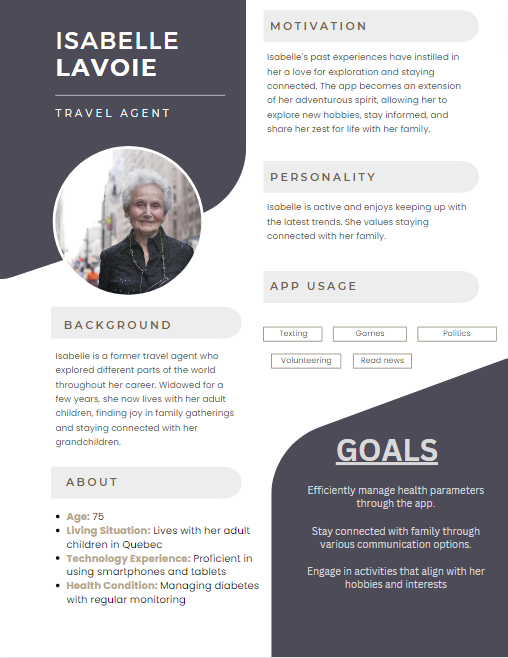 ISABELLE
LAVOIE
TRAVEL AGENT
BACKGROUND
Isabelle is a former travel agent who
explored different parts of the world
throughout her career. Widowed for a
few years, she now lives with her adult
children, finding joy in family gatherings
and staying connected with her
grandchildren.
ABOUT
• Age: 75
• Living Situation: Lives with her adult
children in Quebec
• Technology Experience: Proficient in
using smartphones and tablets
• Health Condition: Managing diabetes
with regular monitoring
MOTIVATION
Isabelle's past experiences have instilled in
her a love for exploration and staying
connected. The app becomes an extension
of her adventurous spirit, allowing her to
explore new hobbies, stay informed, and
share her zest for life with her family.
PERSONALITY
Isabelle is active and enjoys keeping up with
the latest trends. She values staying
connected with her family.
APP USAGE
Texting Games Politics
Volunteering Read news
GOALS
Efficiently manage health parameters
through the app.
Stay connected with family through
various communication options.
Engage in activities that align with her
hobbies and interests